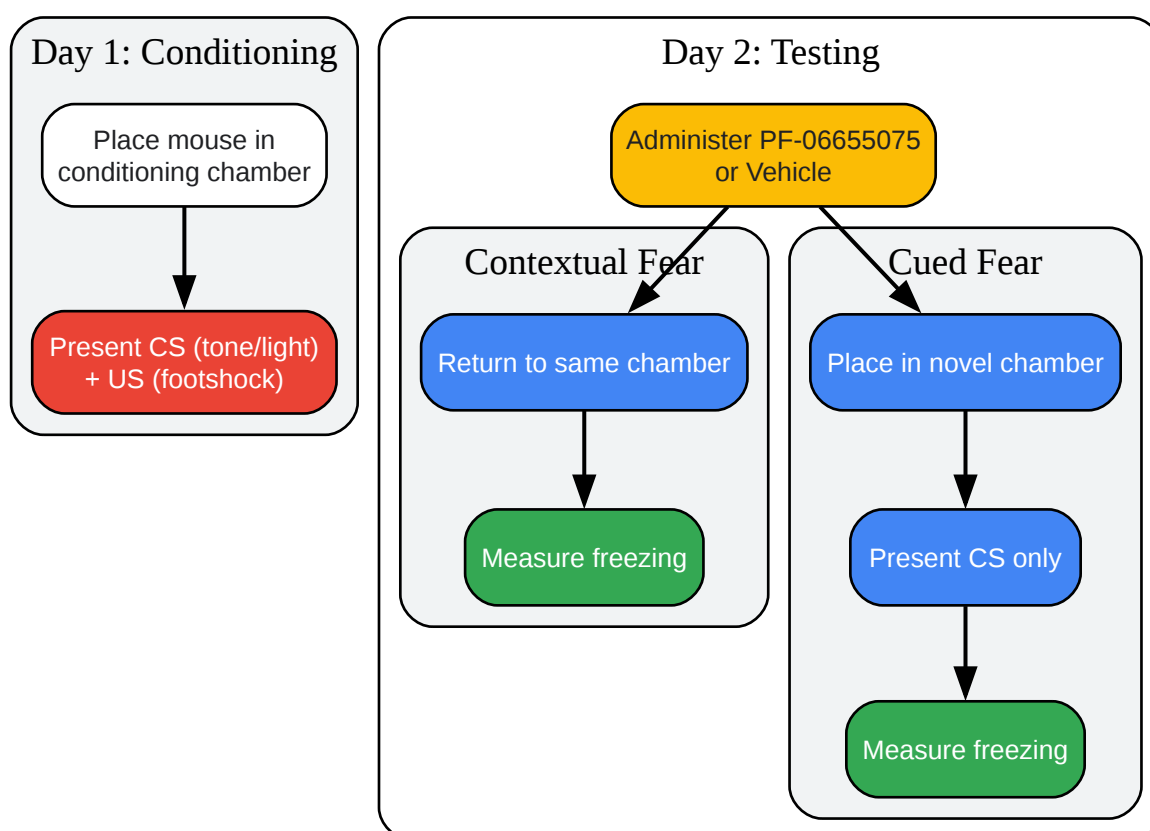 Day 1: Conditioning
Place mouse in
conditioning chamber
Present CS (tone/light)
+ US (footshock)
Day 2: Testing
Administer PF-06655075
or Vehicle
Contextual Fear
Return to same chamber
Measure freezing
Cued Fear
Place in novel chamber
Present CS only
Measure freezing